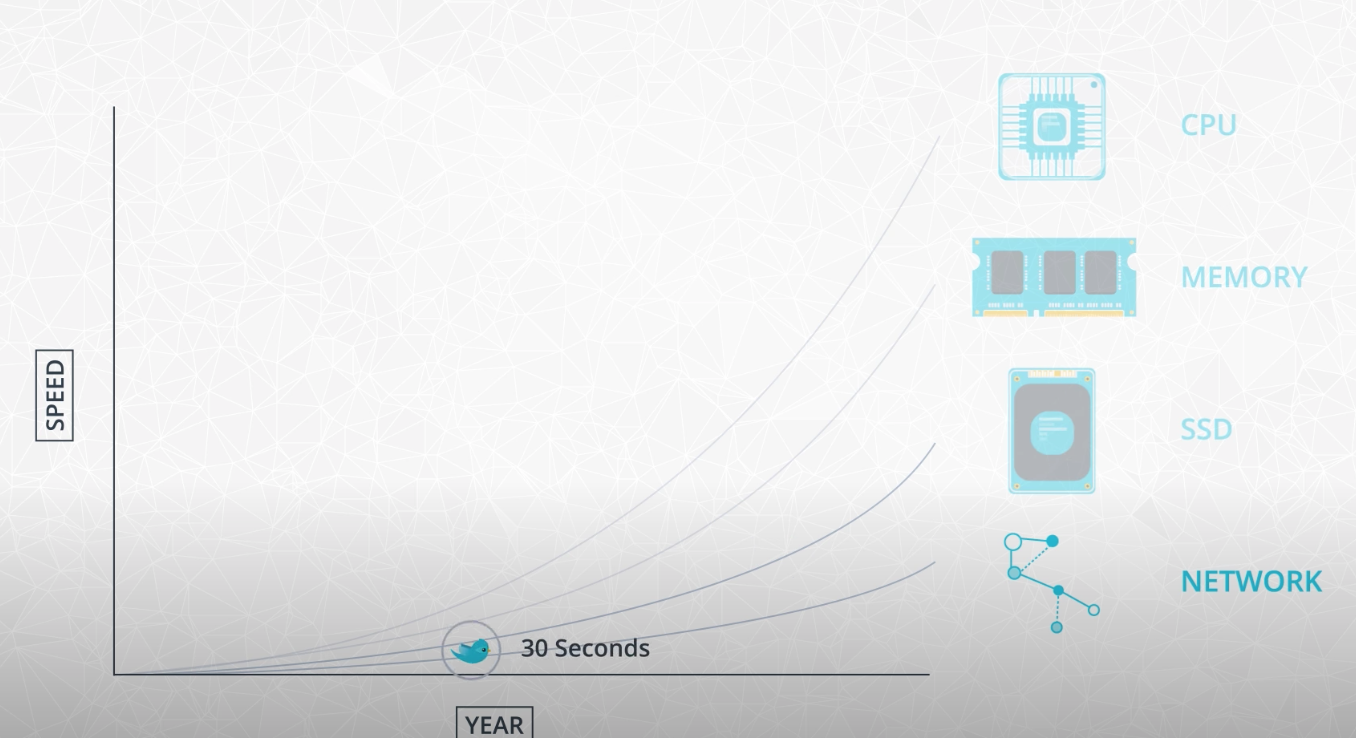 CPU
MEMORY
SPEED
SSD
NETWORK
30 Seconds
YEAR